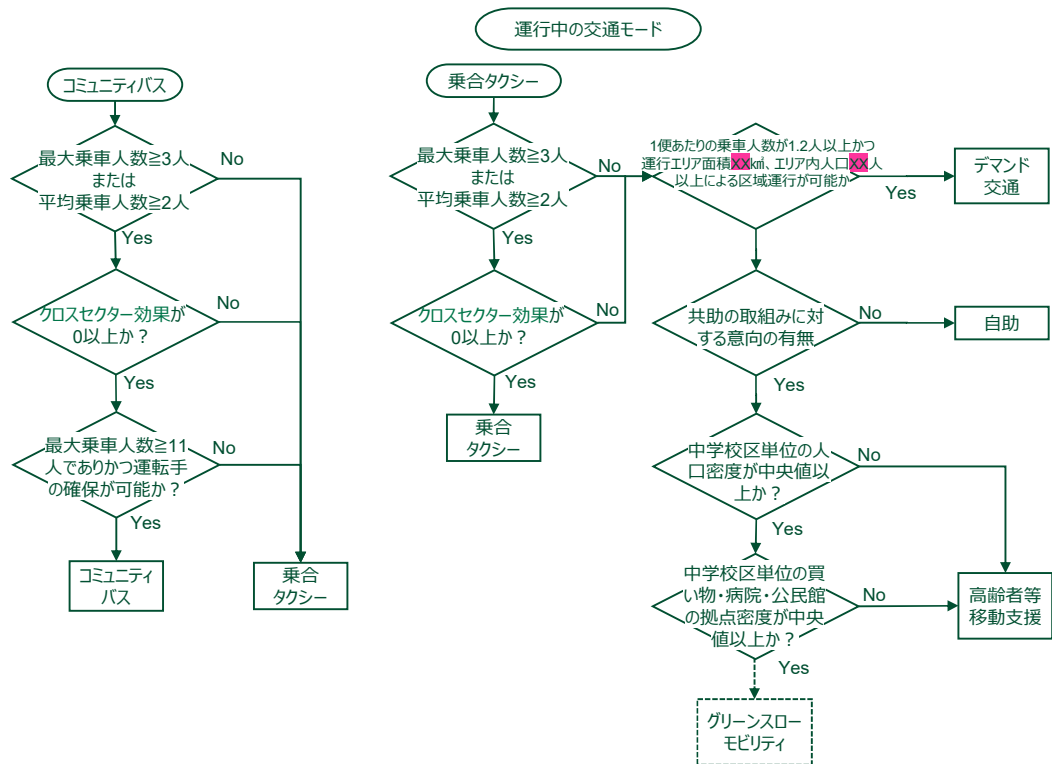 運行中の交通モード
コミュニティバス
最大乗車人数≧3人
または
平均乗車人数≧2人
No
Yes
クロスセクター効果が
0以上か？
No
Yes
最大乗車人数≧11
人でありかつ運転手
の確保が可能か？
No
Yes
コミュニティ
バス
乗合
タクシー
乗合タクシー
最大乗車人数≧3人
または
平均乗車人数≧2人
No
Yes
クロスセクター効果が
0以上か？
No
Yes
乗合
タクシー
1便あたりの乗車人数が1.2人以上かつ
運行エリア面積XX㎢、エリア内人口XX人
以上による区域運行が可能か
Yes
デマンド
交通
共助の取組みに対
する意向の有無
No
自助
Yes
中学校区単位の人
口密度が中央値以
上か？
No
Yes
中学校区単位の買
い物・病院・公民館
の拠点密度が中央
値以上か？
No
高齢者等
移動支援
Yes
グリーンスロー
モビリティ